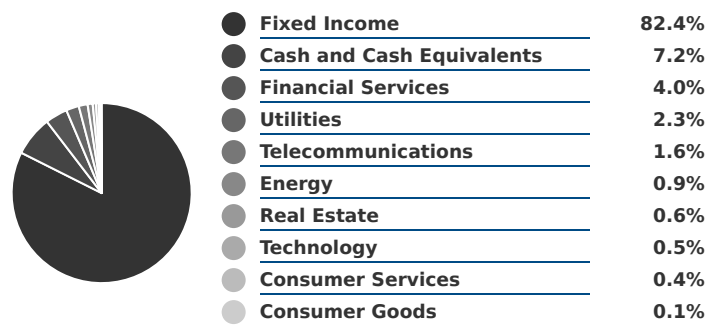 Fixed Income 82.4%
Cash and Cash Equivalents 7.2%
Financial Services 4.0%
Utilities 2.3%
Telecommunications 1.6%
Energy 0.9%
Real Estate 0.6%
Technology 0.5%
Consumer Services 0.4%
Consumer Goods 0.1%